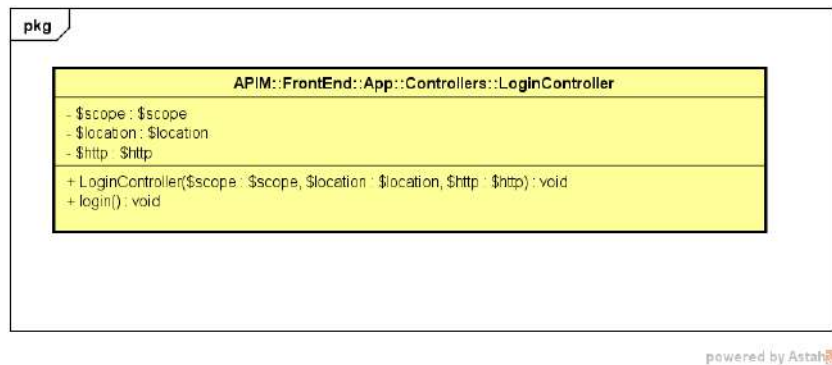 pkg
APIM::FrontEnd::App::Controllers::LoginController
- $scope : $scope
- $location : $location
- $http : $http
+ LoginController($scope : $scope, $location : $location, $http : $http) : void
+ login() : void
powered by Astah